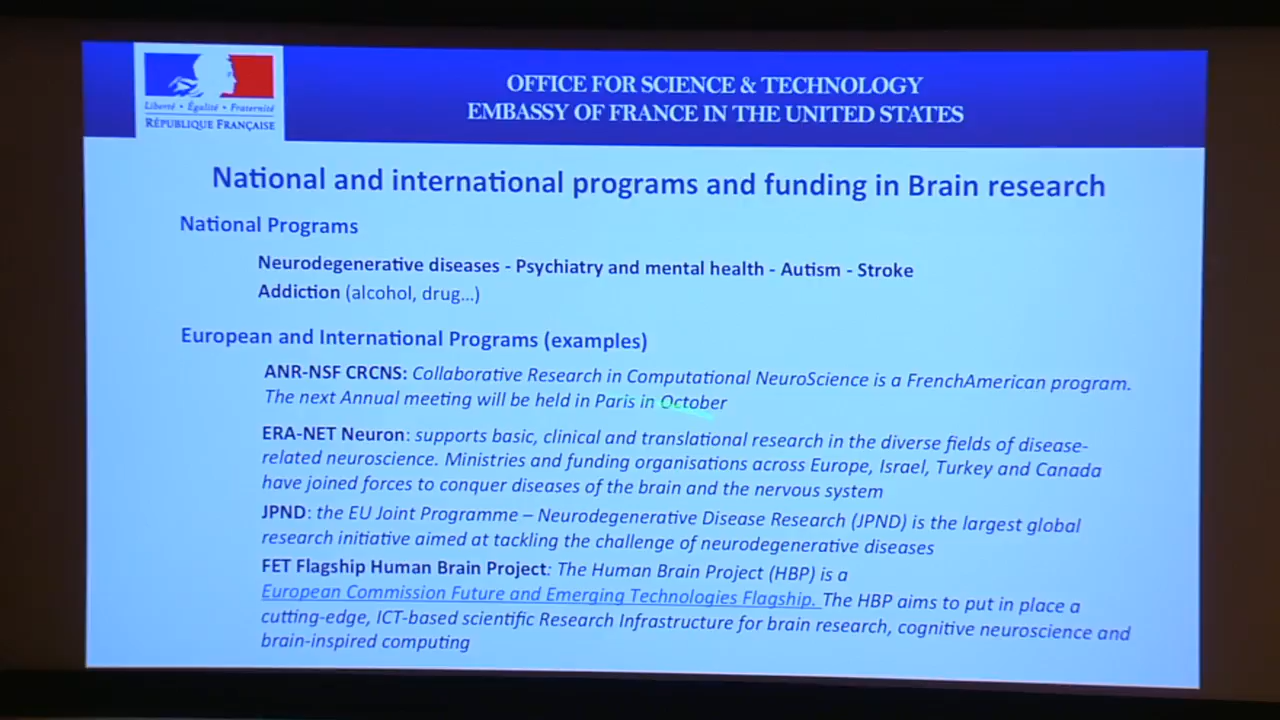 Liberté • Égalité • Fraternité
RÉPUBLIQUE FRANÇAISE
OFFICE FOR SCIENCE & TECHNOLOGY
EMBASSY OF FRANCE IN THE UNITED STATES
National and international programs and funding in Brain research
National Programs
Neurodegenerative diseases - Psychiatry and mental health - Autism - Stroke
Addiction (alcohol, drug...)
European and International Programs (examples)
ANR-NSF CRCNS: Collaborative Research in Computational NeuroScience is a FrenchAmerican program.
The next Annual meeting will be held in Paris in October
ERA-NET Neuron: supports basic, clinical and translational research in the diverse fields of disease-
related neuroscience. Ministries and funding organisations across Europe, Israel, Turkey and Canada
have joined forces to conquer diseases of the brain and the nervous system
JPND: the EU Joint Programme – Neurodegenerative Disease Research (JPND) is the largest global
research initiative aimed at tackling the challenge of neurodegenerative diseases
FET Flagship Human Brain Project: The Human Brain Project (HBP) is a
European Commission Future and Emerging Technologies Flagship. The HBP aims to put in place a
cutting-edge, ICT-based scientific Research Infrastructure for brain research, cognitive neuroscience and
brain-inspired computing